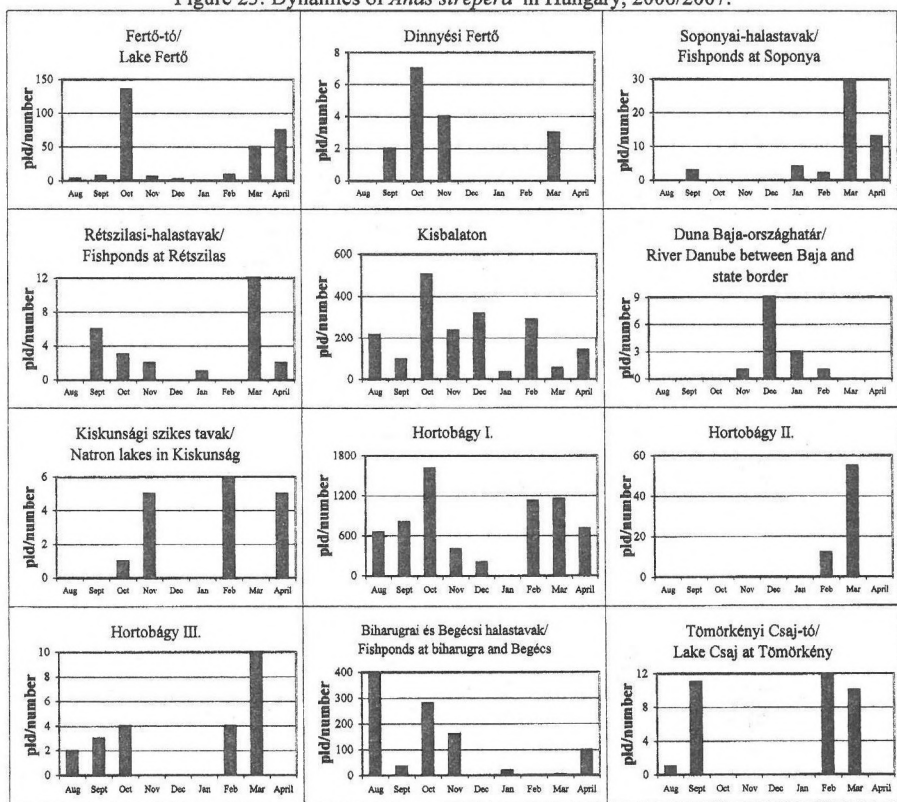 Figure 25. Dynamics of Anas strepera in Hungary, 2006/2007.
Fertő-tó/
Lake Fertő
pld/number
150
100
50
0
Aug Sept Oct Nov Dec Jan Feb Mar April
Dinnyési Fertő
pld/number
8
6
4
2
0
Aug Sept Oct Nov Dec Jan Feb Mar April
Soponyai-halastavak/
Fishponds at Soponya
pld/number
30
20
10
0
Aug Sept Oct Nov Dec Jan Feb Mar April
Rétszilasi-halastavak/
Fishponds at Rétszilas
pld/number
12
8
4
0
Aug Sept Oct Nov Dec Jan Feb Mar April
Kisbalaton
pld/number
600
400
200
0
Aug Sept Oct Nov Dec Jan Feb Mar April
Duna Baja-országhatár/
River Danube between Baja and
state border
pld/number
9
6
3
0
Aug Sept Oct Nov Dec Jan Feb Mar April
Kiskunsági szikes tavak/
Natron lakes in Kiskunság
pld/number
6
4
2
0
Aug Sept Oct Nov Dec Jan Feb Mar April
Hortobágy I.
pld/number
1800
1200
600
0
Aug Sept Oct Nov Dec Jan Feb Mar April
Hortobágy II.
pld/number
60
40
20
0
Aug Sept Oct Nov Dec Jan Feb Mar April
Hortobágy III.
pld/number
10
8
6
4
2
0
Aug Sept Oct Nov Dec Jan Feb Mar April
Biharugrai és Begécsi halastavak/
Fishponds at biharugra and Begécs
pld/number
400
300
200
100
0
Aug Sept Oct Nov Dec Jan Feb Mar April
Tömörkényi Csaj-tó/
Lake Csaj at Tömörkény
pld/number
12
8
4
0
Aug Sept Oct Nov Dec Jan Feb Mar April